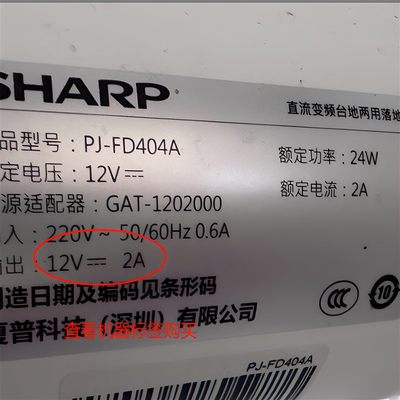 SHARP
直流变频台地两用落地
品型号：PJ-FD404A
额定功率：24W
定电压：12V⎓
额定电流：2A
源适配器：GAT-1202000
入：220V～ 50/60Hz 0.6A
出 12V⎓ 2A
制造日期及编码见条形码
夏普科技（深圳）有限公司
查看机器标签购买
CCC
10
PJ-FD404A